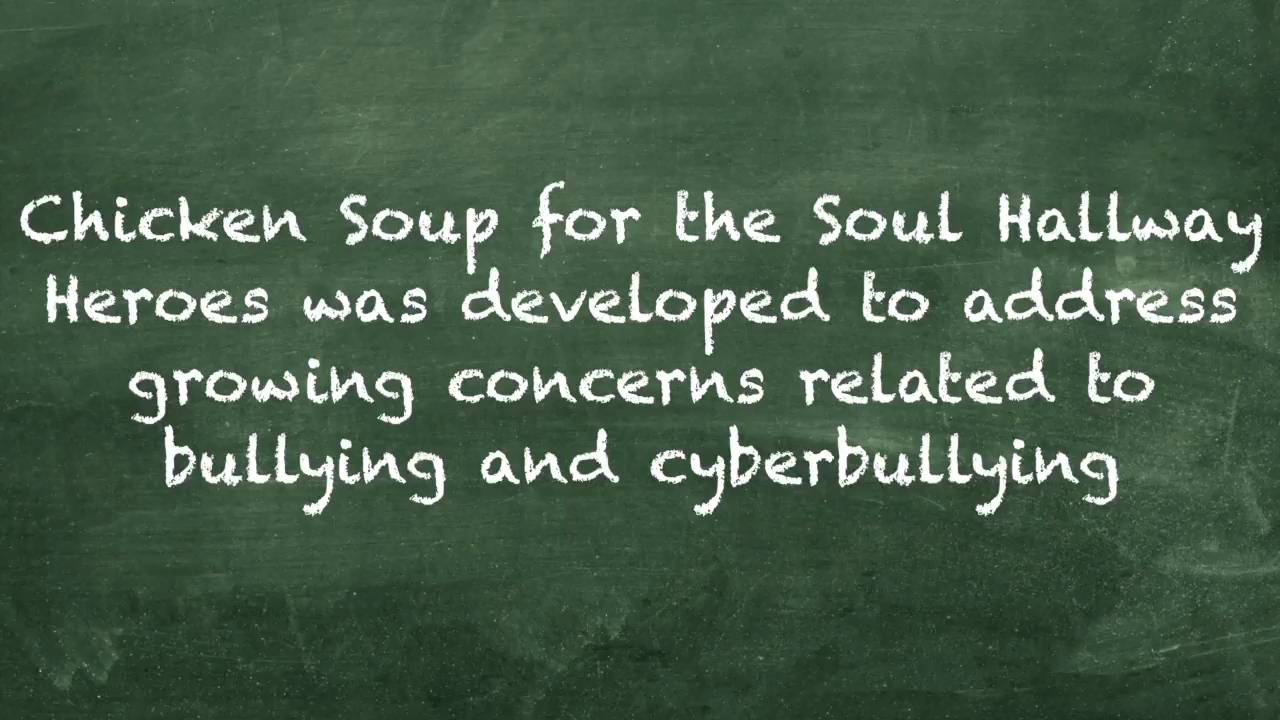 Chicken Soup for the Soul Hallway
Heroes was developed to address
growing concerns related to
bullying and cyberbullying